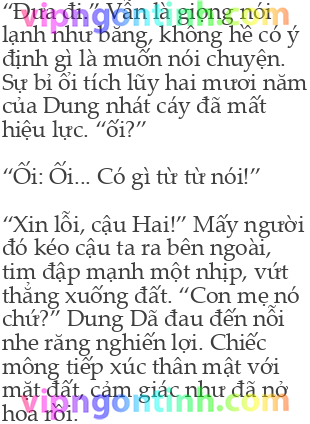 “Đưa đi.” Vẫn là giọng nói
lạnh như băng, không hề có ý
định gì là muốn nói chuyện.
Sự bỉ ổi tích lũy hai mươi năm
của Dung nhát cáy đã mất
hiệu lực. “ối?”
“Ối: Ối... Có gì từ từ nói!”
“Xin lỗi, cậu Hai!” Mấy người
đó kéo cậu ta ra bên ngoài,
tim đập mạnh một nhịp, vứt
thẳng xuống đất. “Con mẹ nó
chứ?” Dung Dã đau đến nỗi
nhe răng nghiến lợi. Chiếc
mông tiếp xúc thân mật với
mặt đất, cảm giác như đã nở
hoa rồi.
vipngontinh.com
vipngontinh.com